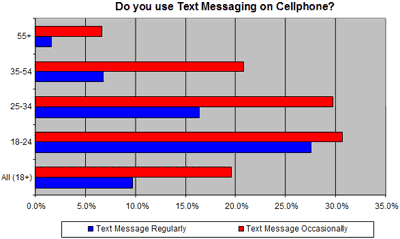 Do you use Text Messaging on Cellphone?
55+
35-54
25-34
18-24
All (18+)
0.0% 5.0% 10.0% 15.0% 20.0% 25.0% 30.0% 35.0%
Text Message Regularly Text Message Occasionally